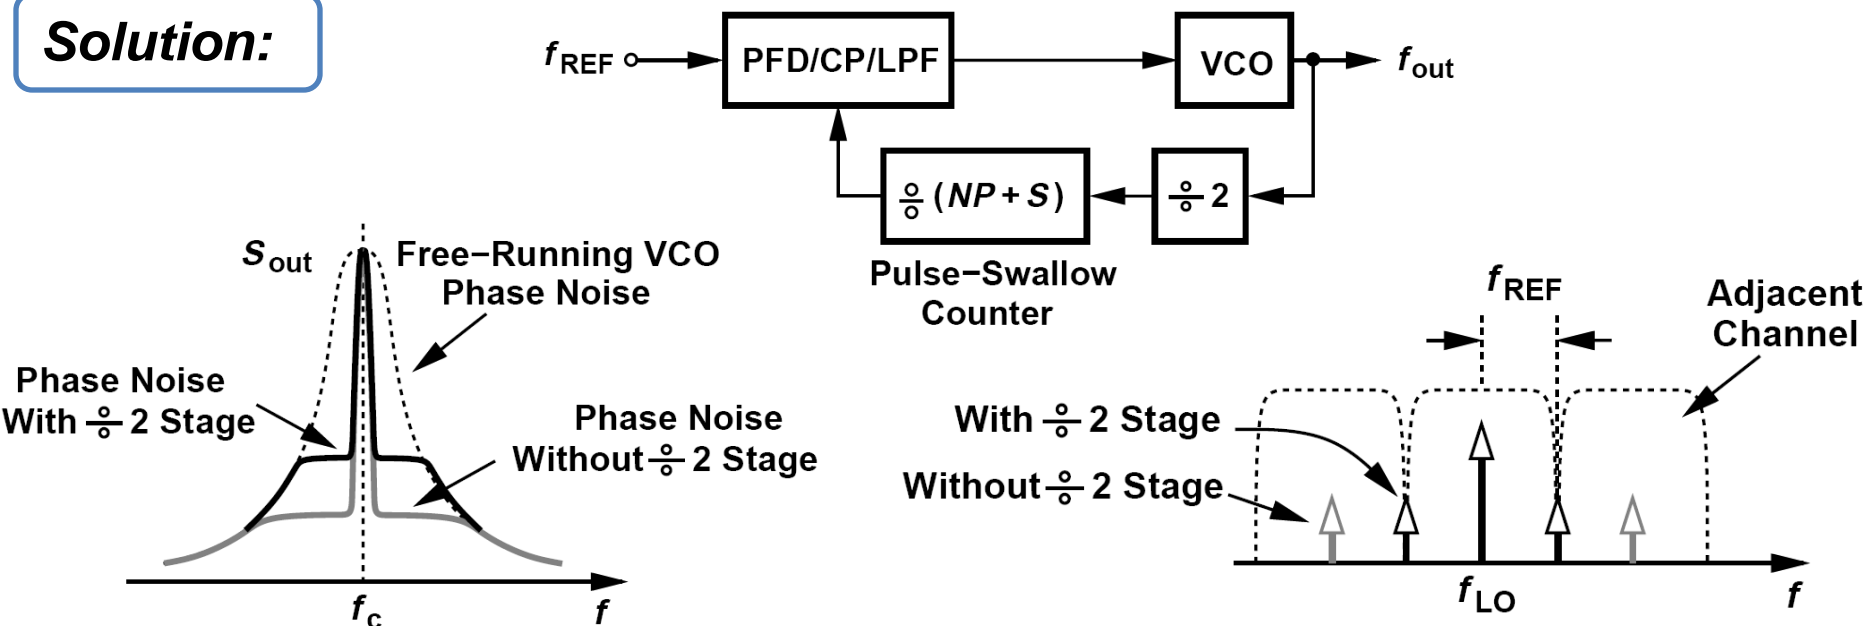 Solution:
fREF
PFD/CP/LPF
VCO
fout
÷ (NP + S)
÷ 2
Pulse−Swallow
Counter
Sout
Free−Running VCO
Phase Noise
Phase Noise
With ÷ 2 Stage
Phase Noise
Without ÷ 2 Stage
fc
f
fREF
Adjacent
Channel
With ÷ 2 Stage
Without ÷ 2 Stage
fLO
f